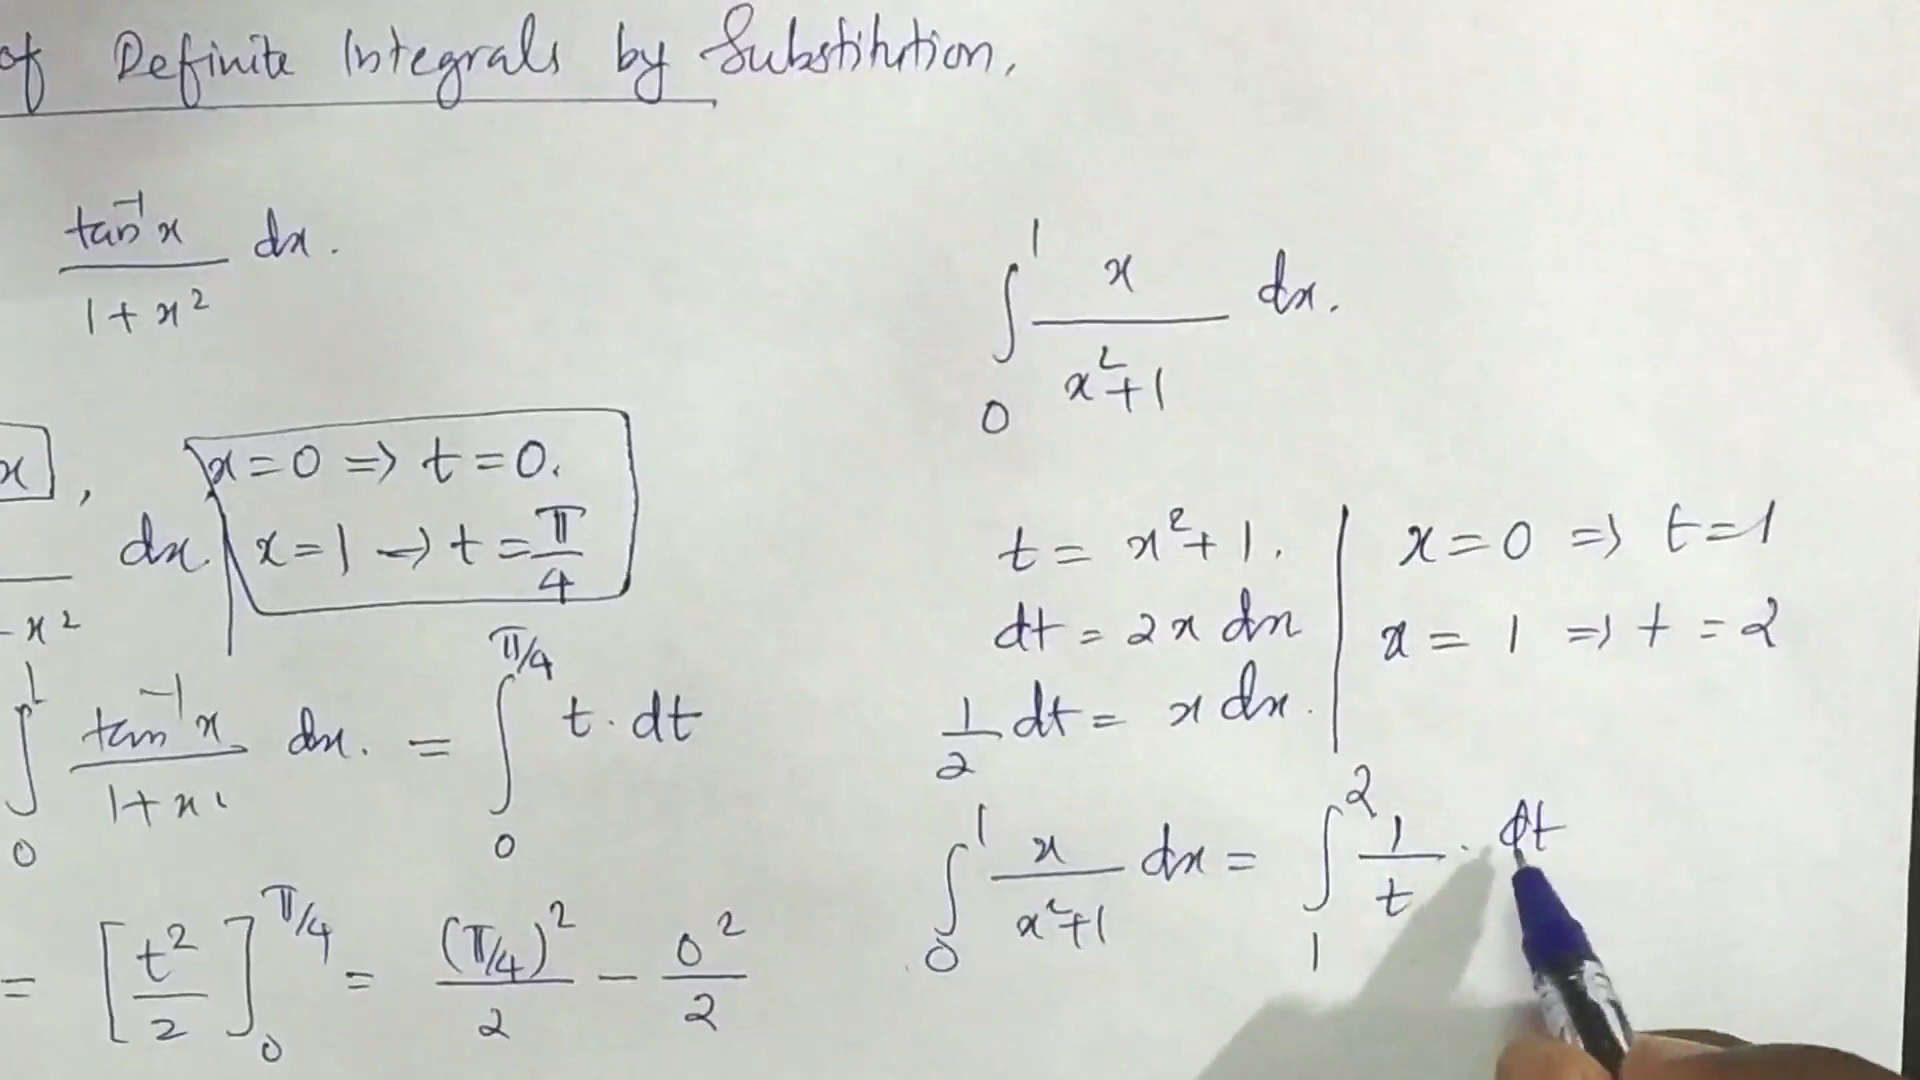 of Definite Integrals by Substitution.
tan⁻¹x / 1+x² dx.
x],
dx.
x=0 => t=0.
x=1 -> t=π/4
-x²
∫₀¹ tan⁻¹x / 1+x² dx. = ∫₀^(π/4) t.dt
= [t²/2]₀^(π/4) = (π/4)²/2 - 0²/2
∫₀¹ x / x²+1 dx.
t = x²+1. | x=0 => t=1
dt = 2x dx | x=1 => t=2
1/2 dt = x dx.
∫₀¹ x / x²+1 dx = ∫₁² 1/t . dt